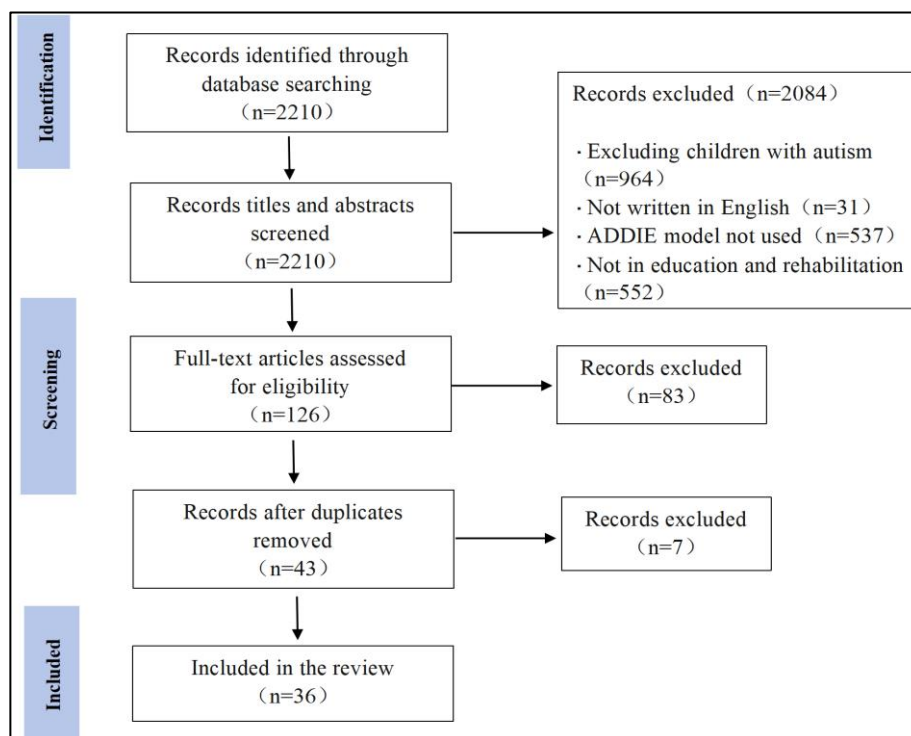 Identification
Records identified through
database searching
（n=2210）
Records titles and abstracts
screened
（n=2210）
Records excluded（n=2084）
· Excluding children with autism
（n=964）
· Not written in English（n=31）
· ADDIE model not used（n=537）
· Not in education and rehabilitation
（n=552）
Screening
Full-text articles assessed
for eligibility
（n=126）
Records excluded
（n=83）
Records after duplicates
removed
（n=43）
Records excluded
（n=7）
Included
Included in the review
（n=36）